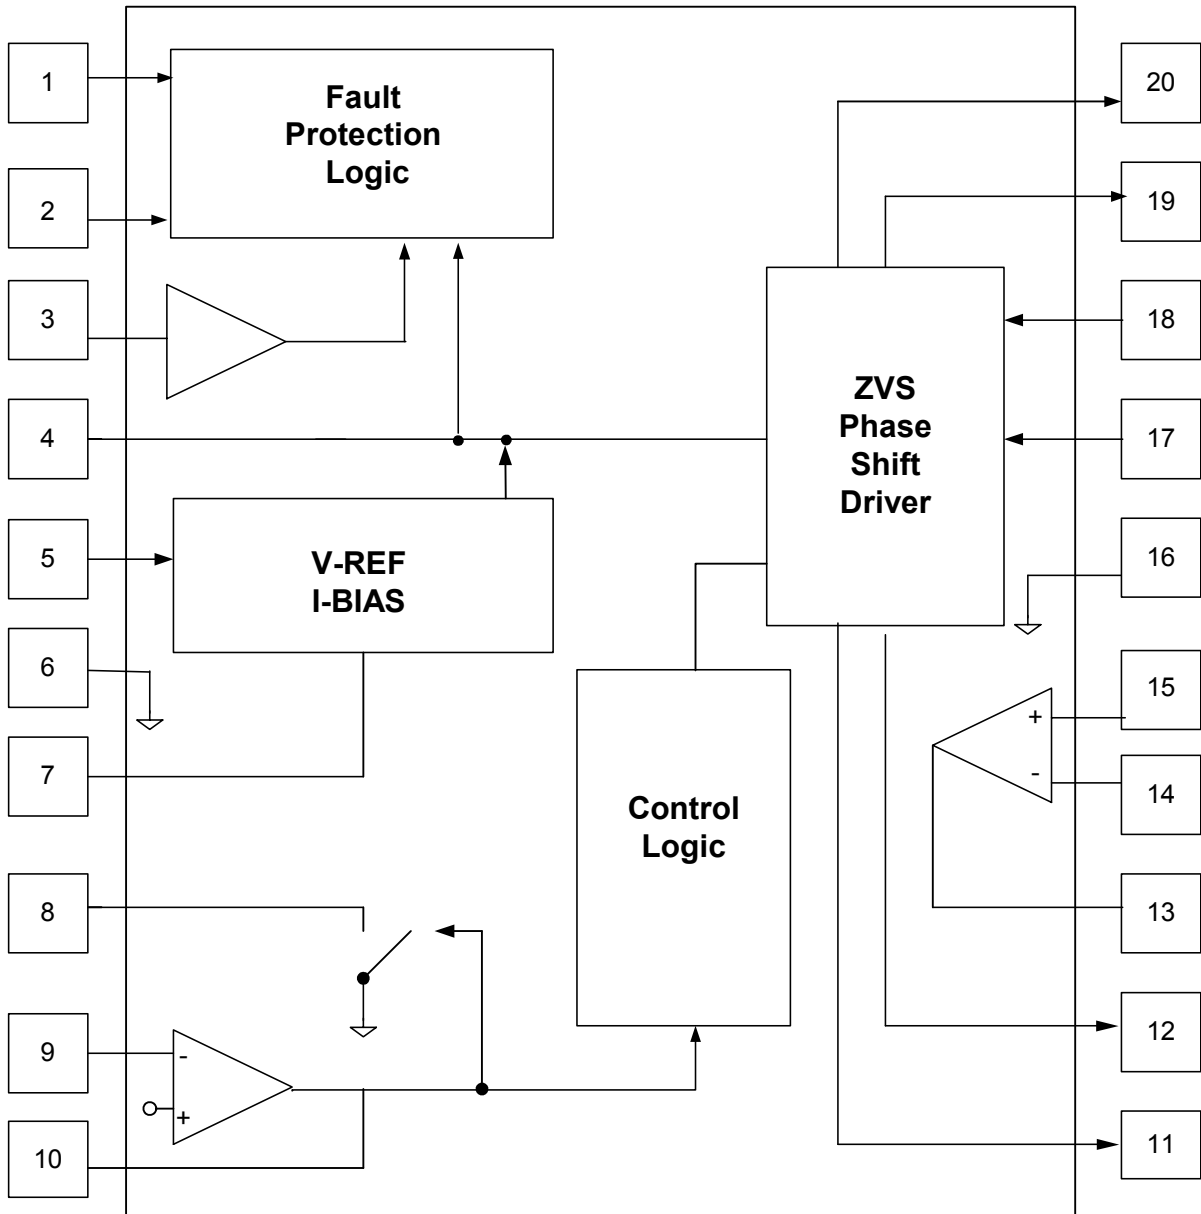 1
2
3
4
5
6
7
8
9
10
Fault
Protection
Logic
V-REF
I-BIAS
-
+
Control
Logic
ZVS
Phase
Shift
Driver
+
-
20
19
18
17
16
15
14
13
12
11